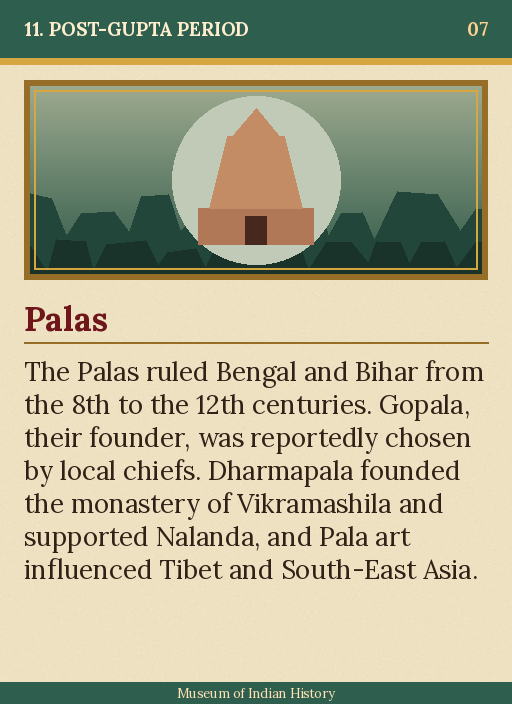 11. POST-GUPTA PERIOD
07
Palas
The Palas ruled Bengal and Bihar from
the 8th to the 12th centuries. Gopala,
their founder, was reportedly chosen
by local chiefs. Dharmapala founded
the monastery of Vikramashila and
supported Nalanda, and Pala art
influenced Tibet and South-East Asia.
Museum of Indian History